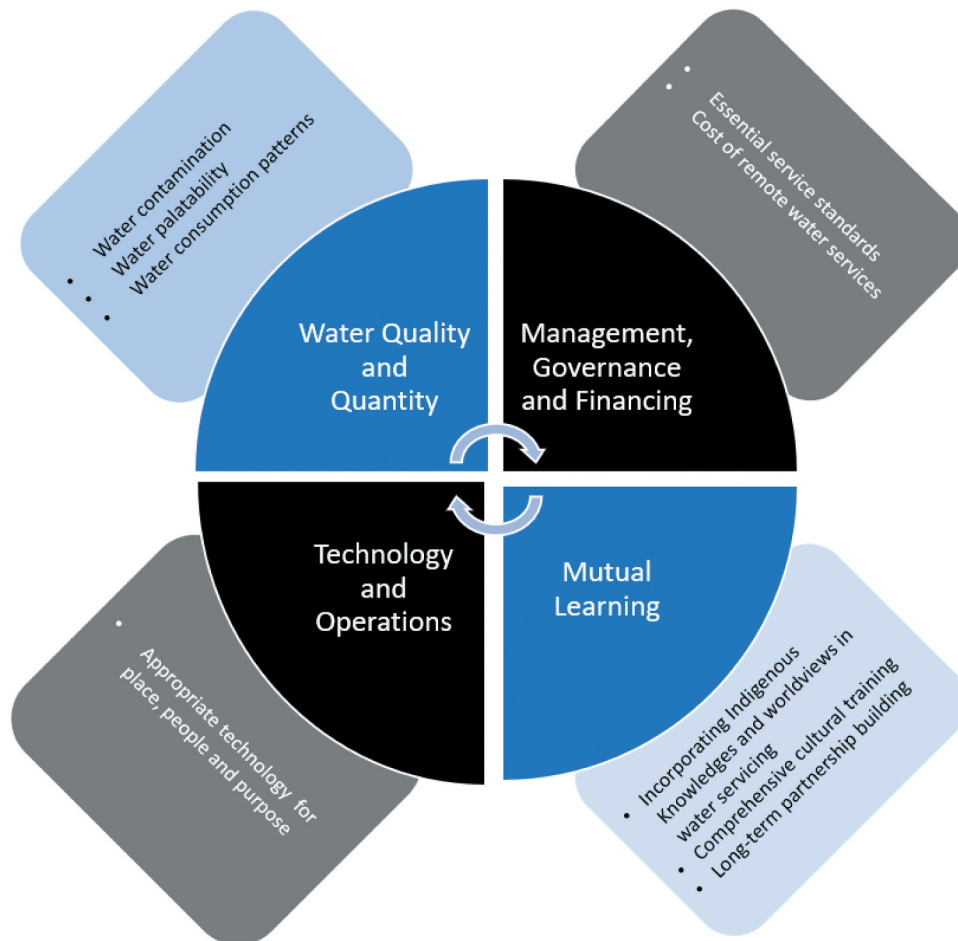 • Water contamination
• Water palatability
• Water consumption patterns
• Essential service standards
• Cost of remote water services
Water Quality
and
Quantity
Management,
Governance
and Financing
Technology
and
Operations
Mutual
Learning
• Appropriate technology for
place, people and purpose
• Incorporating Indigenous
Knowledges and worldviews in
water servicing
• Comprehensive cultural training
• Long-term partnership building